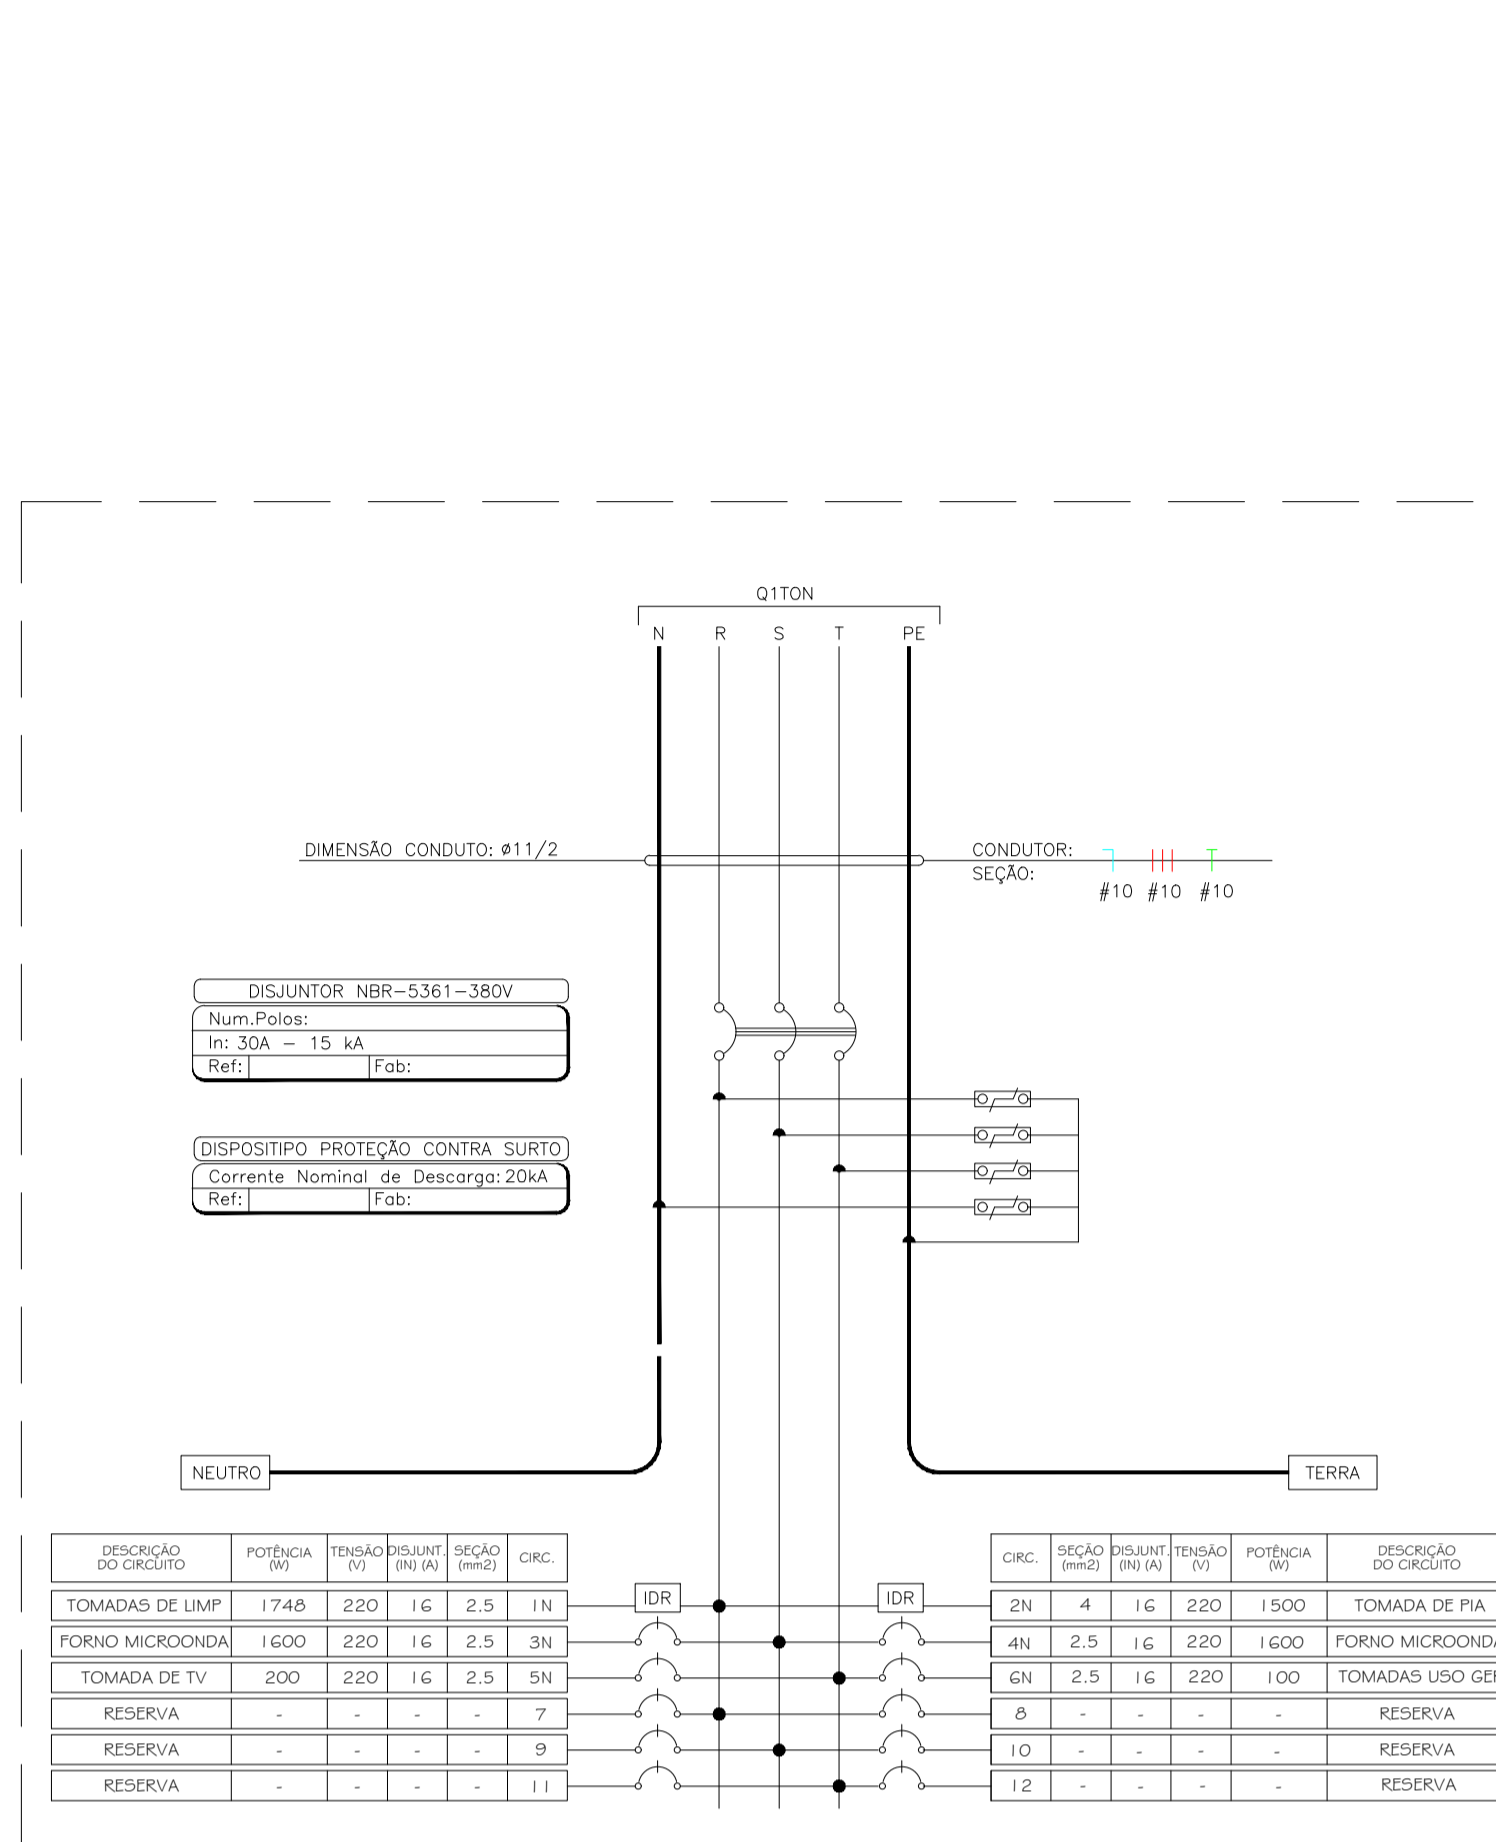 Q1TON
N R S T PE
DIMENSÃO CONDUTO: ø11/2
CONDUTOR:
SEÇÃO:
#10 #10 #10
DISJUNTOR NBR-5361-380V
Num.Polos:
In: 30A - 15 kA
Ref: Fab:
DISPOSITIPO PROTEÇÃO CONTRA SURTO
Corrente Nominal de Descarga: 20kA
Ref: Fab:
NEUTRO
TERRA
DESCRIÇÃO DO CIRCUITO POTÊNCIA (W) TENSÃO (V) DISJUNT. (IN) (A) SEÇÃO (mm2) CIRC.
TOMADAS DE LIMP 1748 220 16 2.5 1N
FORNO MICROONDA 1600 220 16 2.5 3N
TOMADA DE TV 200 220 16 2.5 5N
RESERVA - - - - 7
RESERVA - - - - 9
RESERVA - - - - 11
IDR
IDR
CIRC. SEÇÃO (mm2) DISJUNT. (IN) (A) TENSÃO (V) POTÊNCIA (W) DESCRIÇÃO DO CIRCUITO
2N 4 16 220 1500 TOMADA DE PIA
4N 2.5 16 220 1600 FORNO MICROONDA
6N 2.5 16 220 100 TOMADAS USO GE
8 - - - - RESERVA
10 - - - - RESERVA
12 - - - - RESERVA